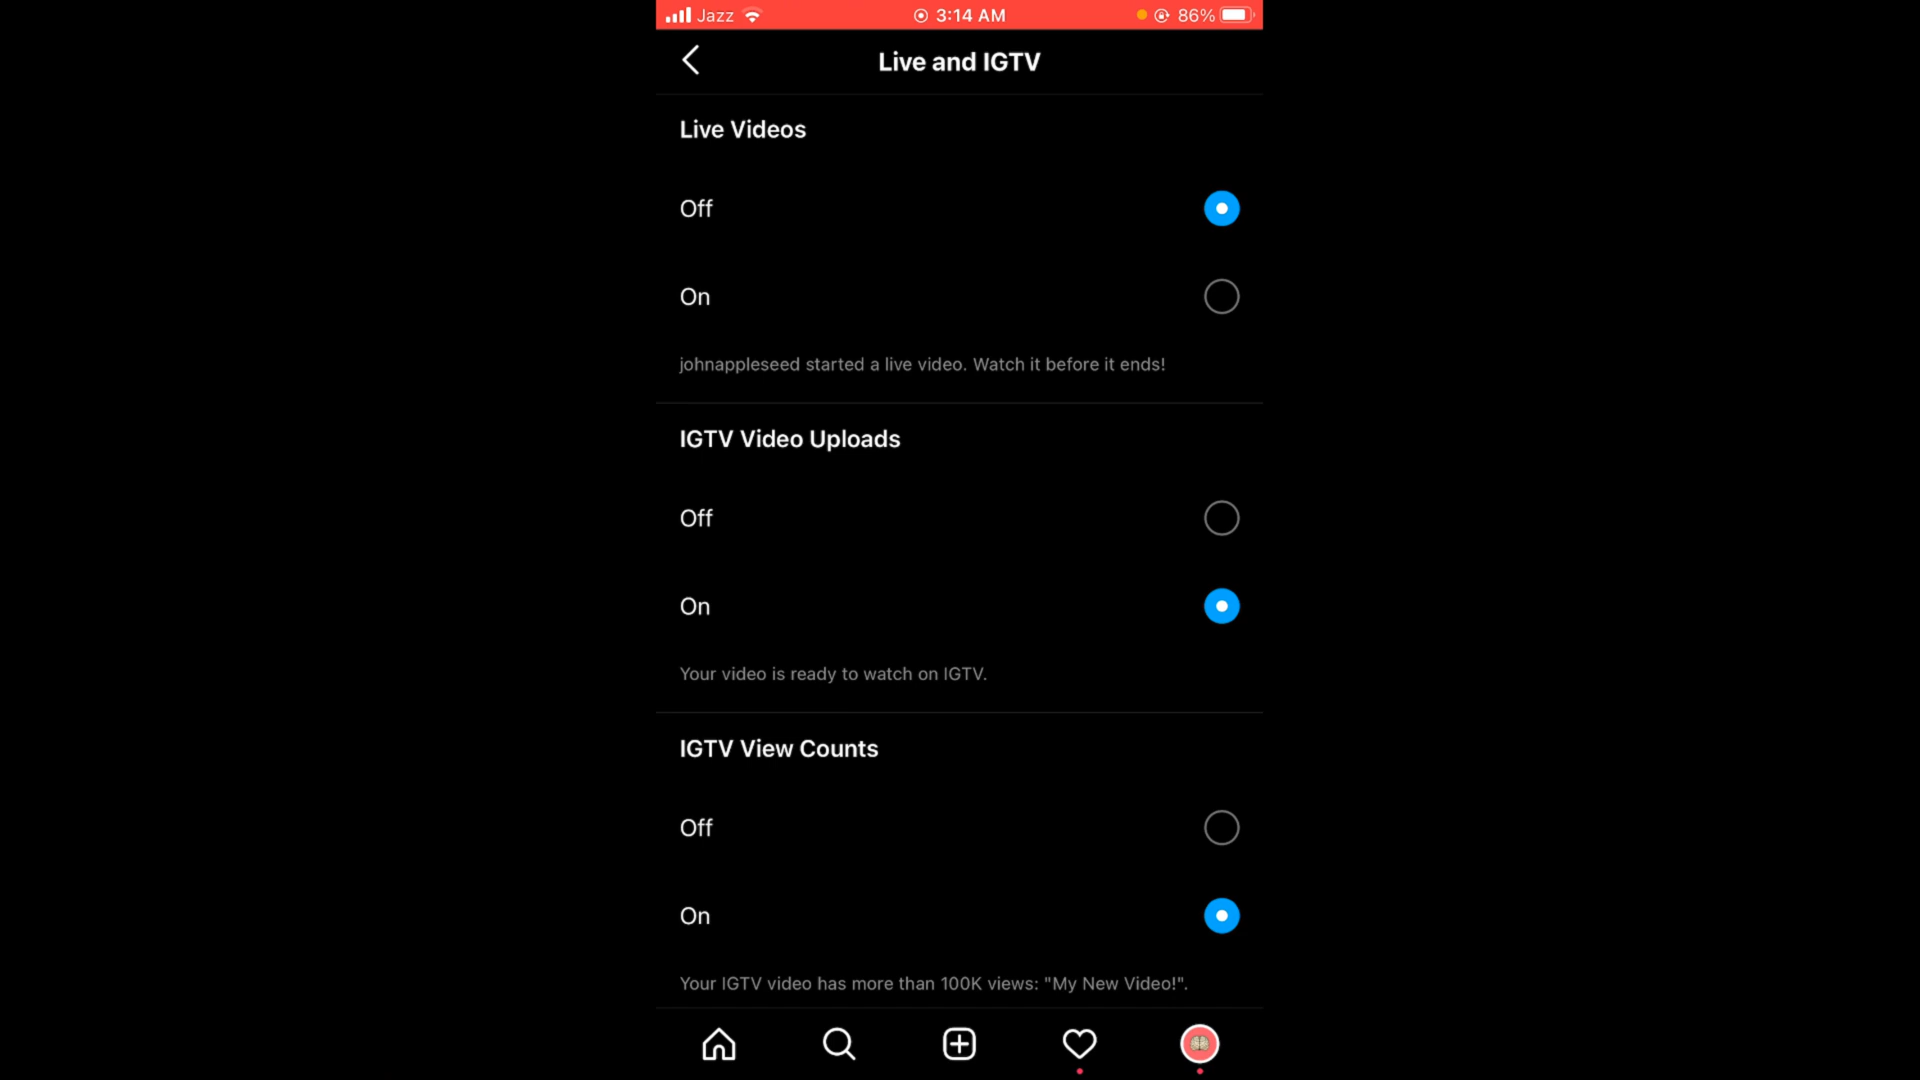 Jazz 3:14 AM 86%
Live and IGTV
Live Videos
Off
On
johnappleseed started a live video. Watch it before it ends!
IGTV Video Uploads
Off
On
Your video is ready to watch on IGTV.
IGTV View Counts
Off
On
Your IGTV video has more than 100K views: "My New Video!".